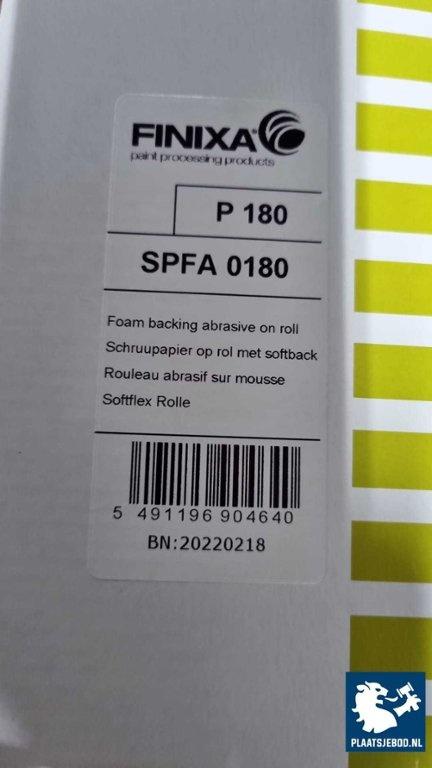 FINIXA®
paint processing products
P 180
SPFA 0180
Foam backing abrasive on roll
Schruupapier op rol met softback
Rouleau abrasif sur mousse
Softflex Rolle
5 491196 904640
BN:20220218
PLAATSJEBOD.NL